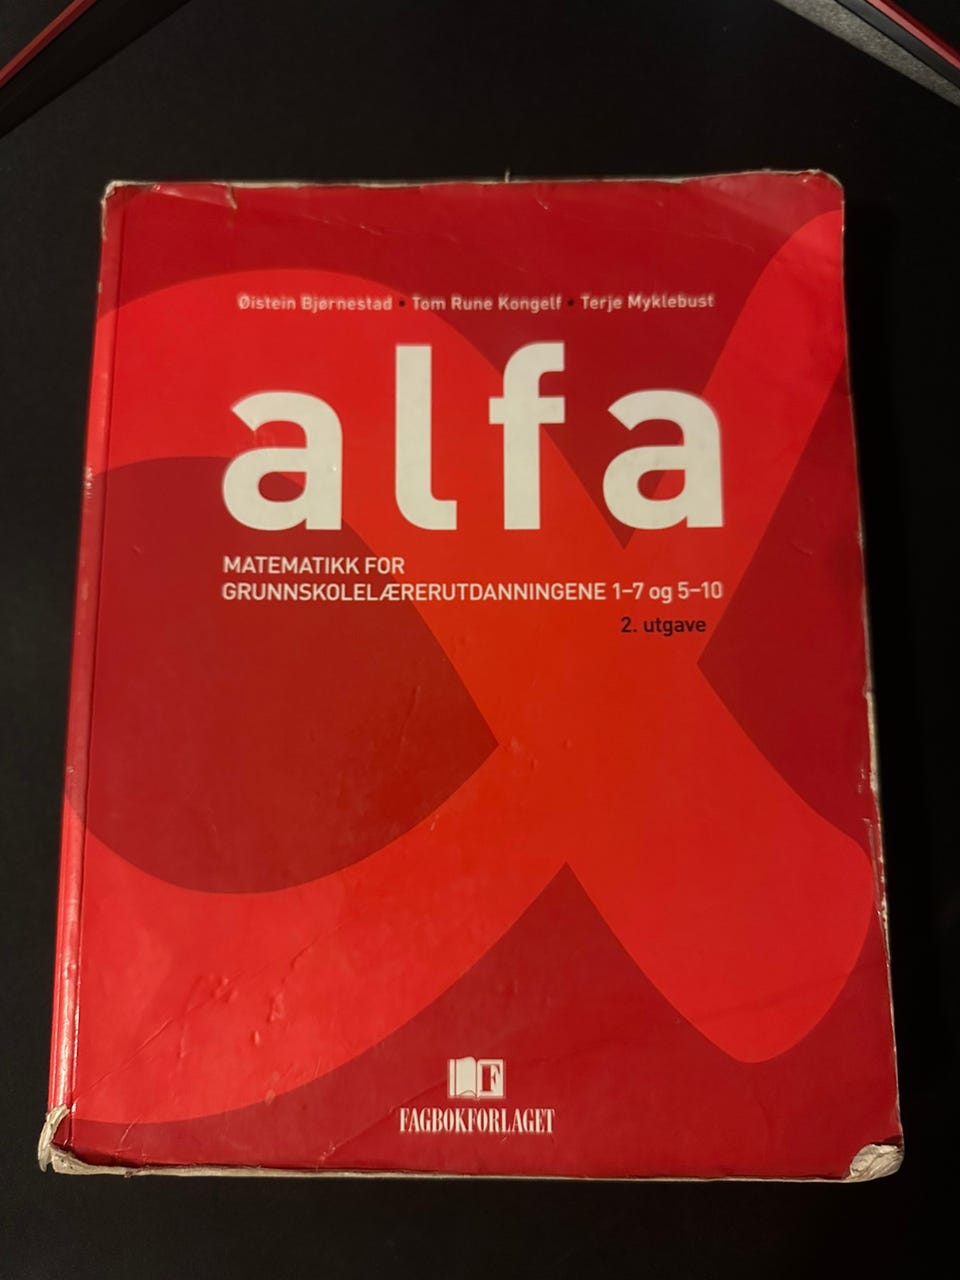 Øistein Bjørnestad • Tom Rune Kongelf • Terje Myklebust
alfa
MATEMATIKK FOR
GRUNNSKOLELÆRERUTDANNINGENE 1–7 og 5–10
2. utgave
F
FAGBOKFORLAGET